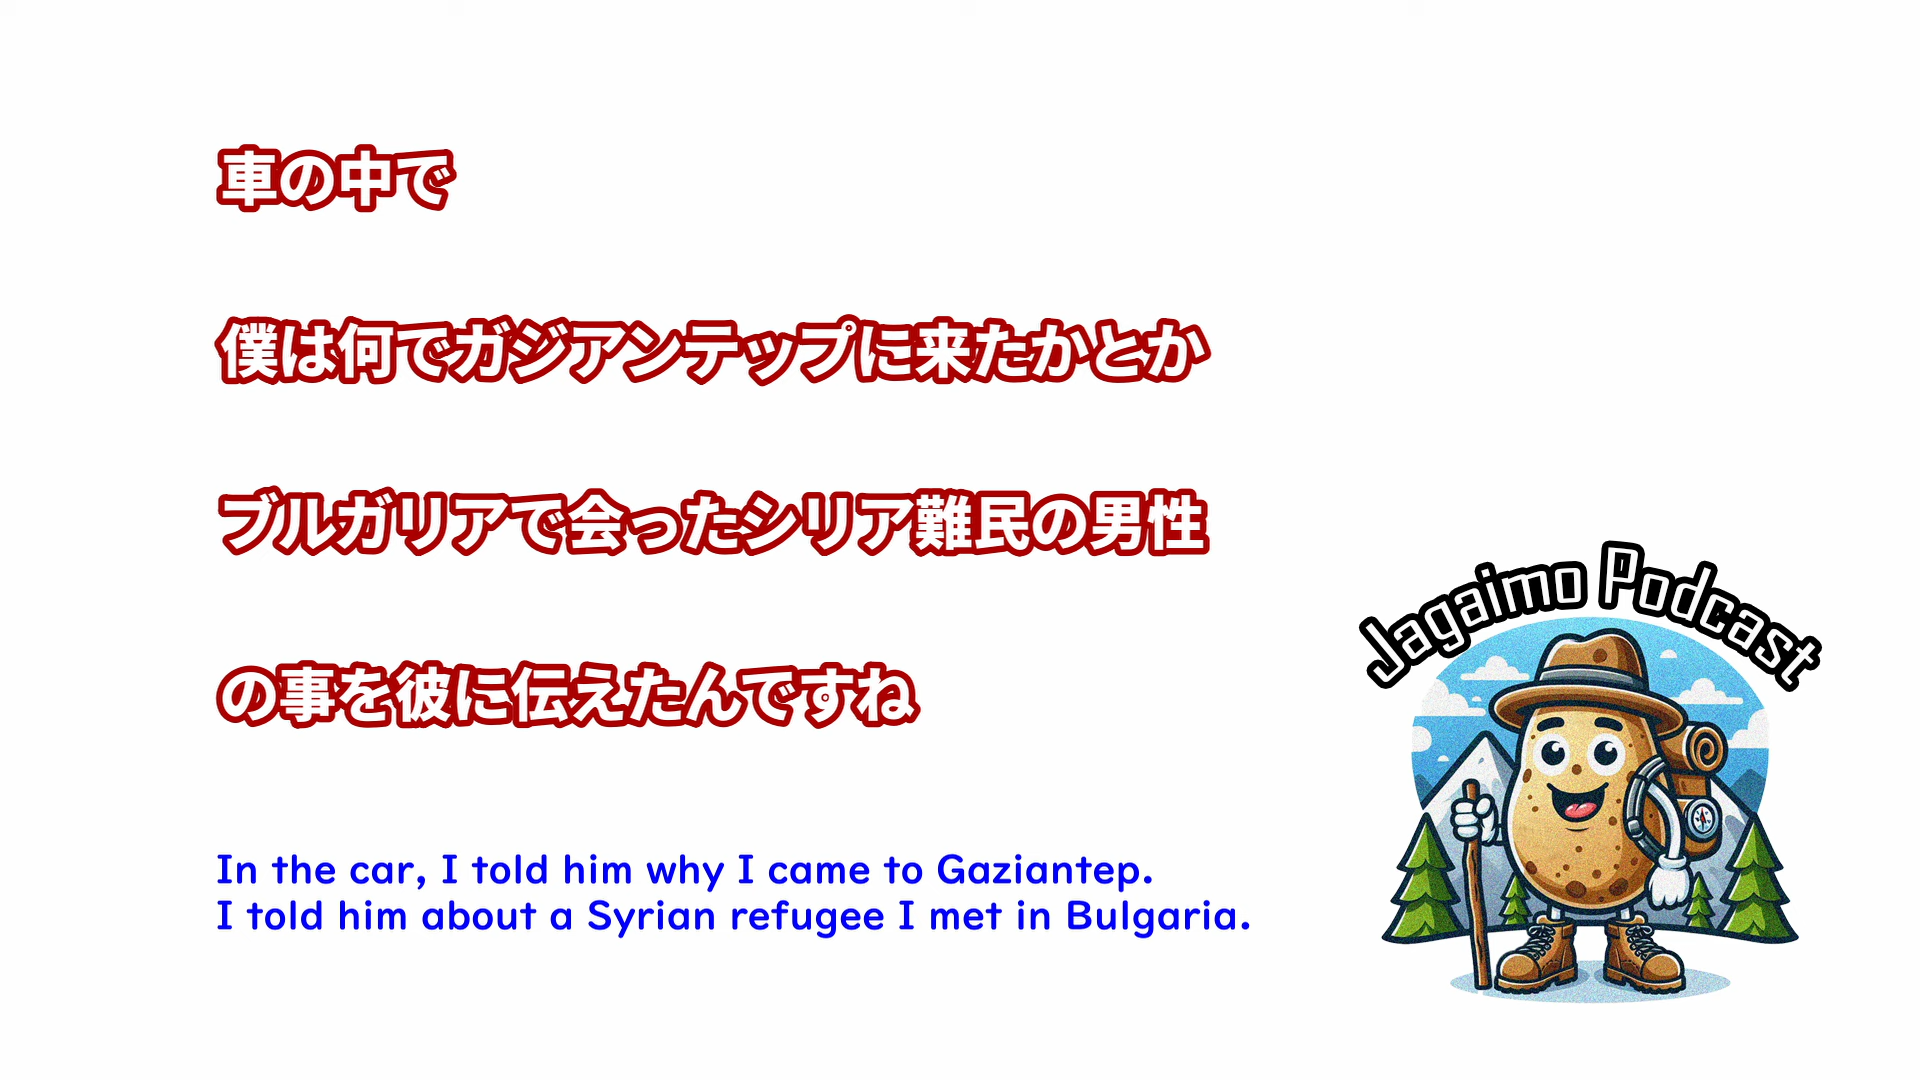 車の中で
僕は何でガジアンテップに来たかとか
ブルガリアで会ったシリア難民の男性
の事を彼に伝えたんですね
Jagaimo Podcast
In the car, I told him why I came to Gaziantep.
I told him about a Syrian refugee I met in Bulgaria.